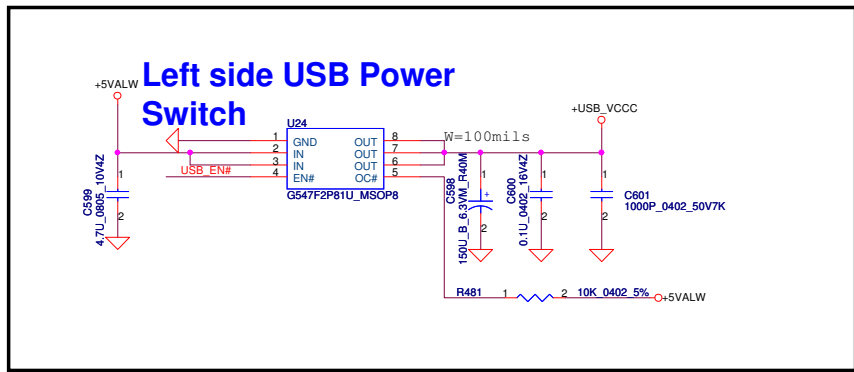 Left side USB Power
Switch
+5VALW
+USB_VCCC
U24
W=100mils
1 GND OUT 8
2 IN OUT 7
3 IN OUT 6
4 EN# OC# 5
USB_EN#
G547F2P81U_MSOP8
1
2
C599
4.7U_0805_10V4Z
1
+
2
C598
150U_B_6.3VM_R40M
1
2
C600
0.1U_0402_16V4Z
1
2
C601
1000P_0402_50V7K
R481 1 2 10K_0402_5% +5VALW